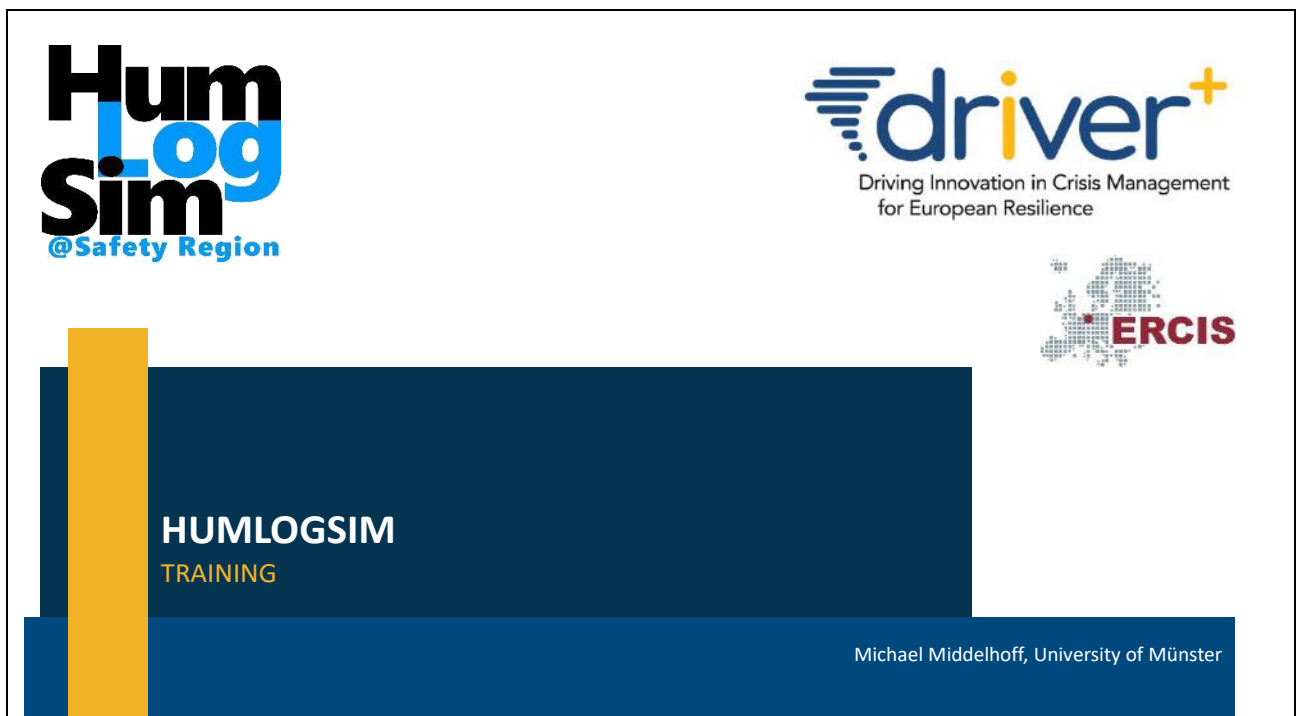 Hum
Log
Sim
@Safety Region
driver+
Driving Innovation in Crisis Management
for European Resilience
ERCIS
HUMLOGSIM
TRAINING
Michael Middelhoff, University of Münster